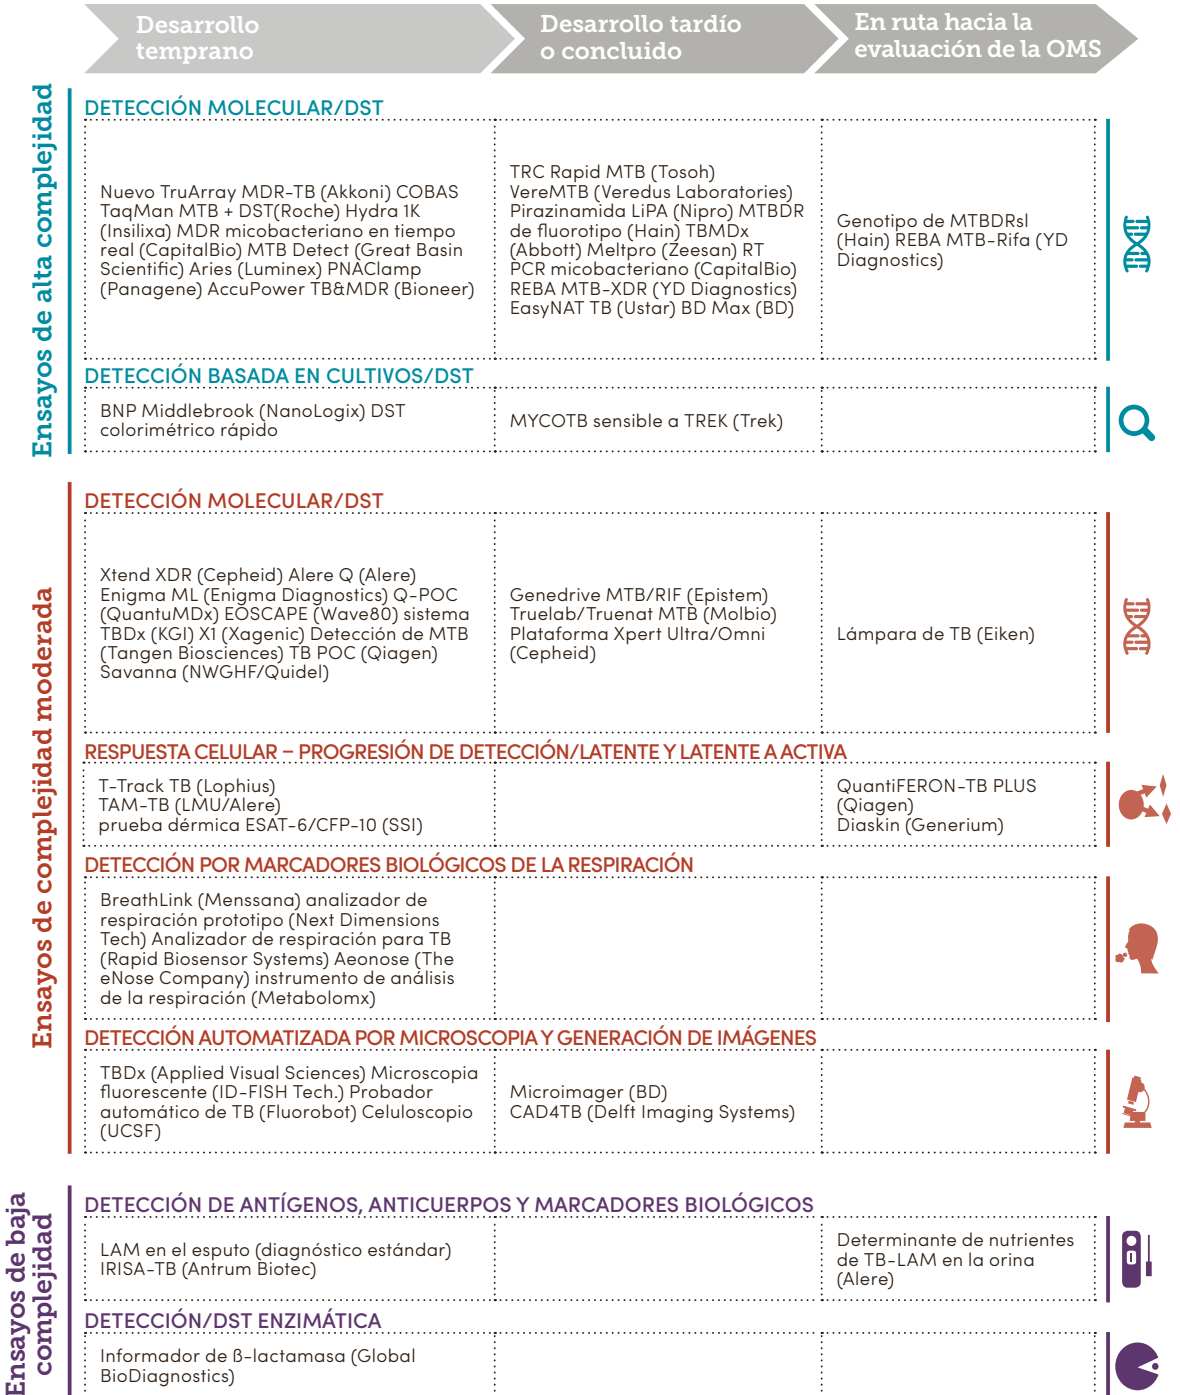 Desarrollo
temprano
Desarrollo tardío
o concluido
En ruta hacia la
evaluación de la OMS
Ensayos de alta complejidad
DETECCIÓN MOLECULAR/DST
Nuevo TruArray MDR-TB (Akkoni) COBAS
TaqMan MTB + DST(Roche) Hydra 1K
(Insilixa) MDR micobacteriano en tiempo
real (CapitalBio) MTB Detect (Great Basin
Scientific) Aries (Luminex) PNAClamp
(Panagene) AccuPower TB&MDR (Bioneer)
TRC Rapid MTB (Tosoh)
VereMTB (Veredus Laboratories)
Pirazinamida LiPA (Nipro) MTBDR
de fluorotipo (Hain) TBMDx
(Abbott) Meltpro (Zeesan) RT
PCR micobacteriano (CapitalBio)
REBA MTB-XDR (YD Diagnostics)
EasyNAT TB (Ustar) BD Max (BD)
Genotipo de MTBDRsl
(Hain) REBA MTB-Rifa (YD
Diagnostics)
DETECCIÓN BASADA EN CULTIVOS/DST
BNP Middlebrook (NanoLogix) DST
colorimétrico rápido
MYCOTB sensible a TREK (Trek)
Ensayos de complejidad moderada
DETECCIÓN MOLECULAR/DST
Xtend XDR (Cepheid) Alere Q (Alere)
Enigma ML (Enigma Diagnostics) Q-POC
(QuantuMDx) EOSCAPE (Wave80) sistema
TBDx (KGI) X1 (Xagenic) Detección de MTB
(Tangen Biosciences) TB POC (Qiagen)
Savanna (NWGHF/Quidel)
Genedrive MTB/RIF (Epistem)
Truelab/Truenat MTB (Molbio)
Plataforma Xpert Ultra/Omni
(Cepheid)
Lámpara de TB (Eiken)
RESPUESTA CELULAR – PROGRESIÓN DE DETECCIÓN/LATENTE Y LATENTE A ACTIVA
T-Track TB (Lophius)
TAM-TB (LMU/Alere)
prueba dérmica ESAT-6/CFP-10 (SSI)
QuantiFERON-TB PLUS
(Qiagen)
Diaskin (Generium)
DETECCIÓN POR MARCADORES BIOLÓGICOS DE LA RESPIRACIÓN
BreathLink (Menssana) analizador de
respiración prototipo (Next Dimensions
Tech) Analizador de respiración para TB
(Rapid Biosensor Systems) Aeonose (The
eNose Company) instrumento de análisis
de la respiración (Metabolomx)
DETECCIÓN AUTOMATIZADA POR MICROSCOPIA Y GENERACIÓN DE IMÁGENES
TBDx (Applied Visual Sciences) Microscopia
fluorescente (ID-FISH Tech.) Probador
automático de TB (Fluorobot) Celuloscopio
(UCSF)
Microimager (BD)
CAD4TB (Delft Imaging Systems)
Ensayos de baja
complejidad
DETECCIÓN DE ANTÍGENOS, ANTICUERPOS Y MARCADORES BIOLÓGICOS
LAM en el esputo (diagnóstico estándar)
IRISA-TB (Antrum Biotec)
Determinante de nutrientes
de TB-LAM en la orina
(Alere)
DETECCIÓN/DST ENZIMÁTICA
Informador de ß-lactamasa (Global
BioDiagnostics)